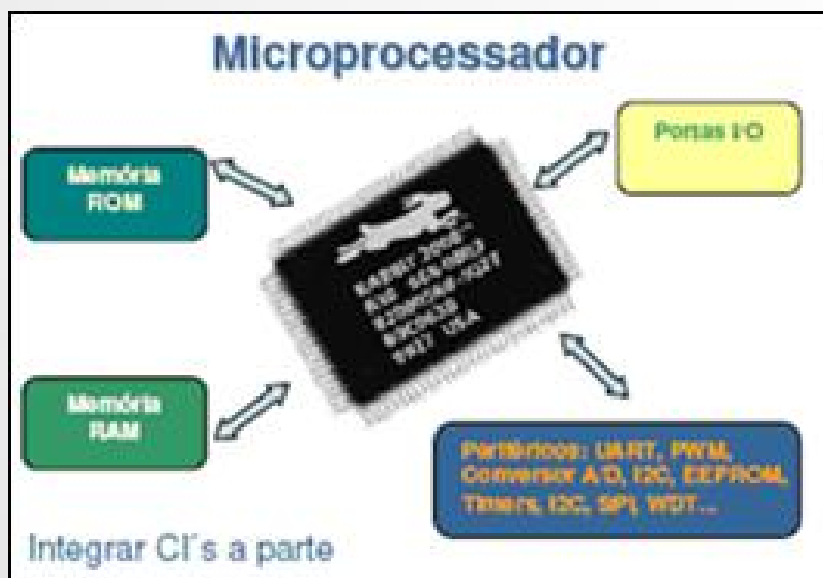 Microprocessador
Memória
ROM
Portas I/O
Memória
RAM
Periféricos: UART, PWM,
Conversor A/D, I2C, EEPROM,
Timers, I2C, SPI, WDT...
Integrar CI´s a parte
USA